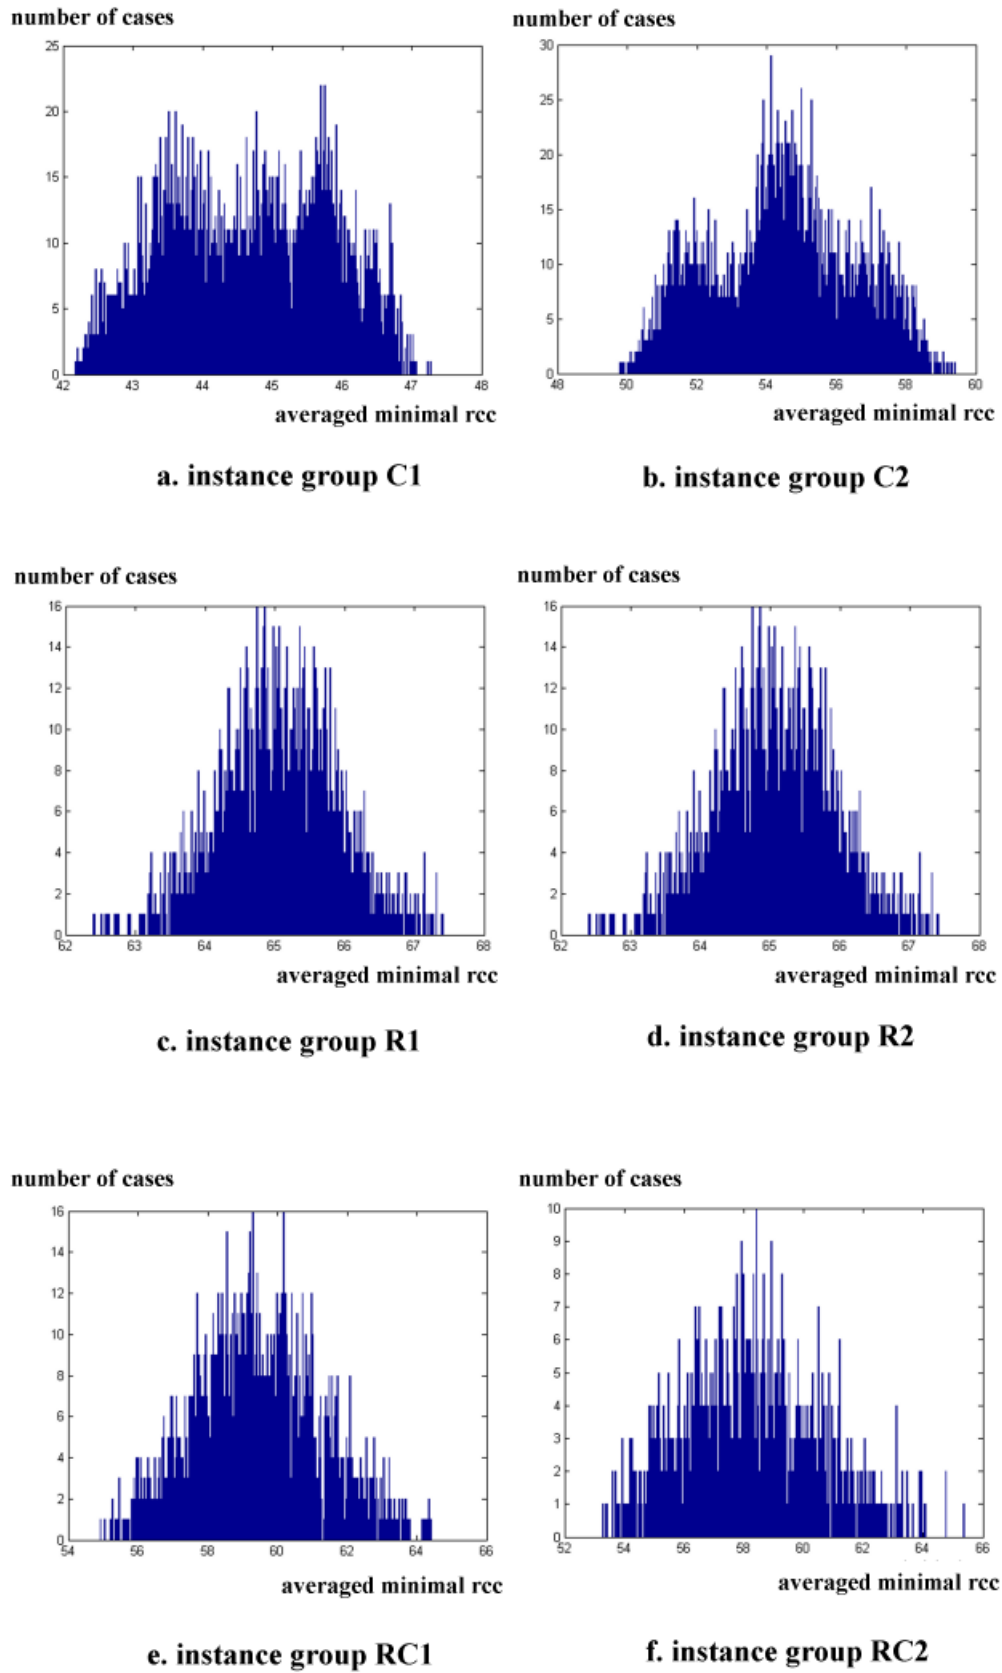 number of cases
25
20
15
10
5
0
42 43 44 45 46 47 48
averaged minimal rcc
a. instance group C1
number of cases
30
25
20
15
10
5
0
48 50 52 54 56 58 60
averaged minimal rcc
b. instance group C2
number of cases
16
14
12
10
8
6
4
2
0
62 63 64 65 66 67 68
averaged minimal rcc
c. instance group R1
number of cases
16
14
12
10
8
6
4
2
0
62 63 64 65 66 67 68
averaged minimal rcc
d. instance group R2
number of cases
16
14
12
10
8
6
4
2
0
54 56 58 60 62 64 66
averaged minimal rcc
e. instance group RC1
number of cases
10
9
8
7
6
5
4
3
2
1
0
52 54 56 58 60 62 64 66
averaged minimal rcc
f. instance group RC2